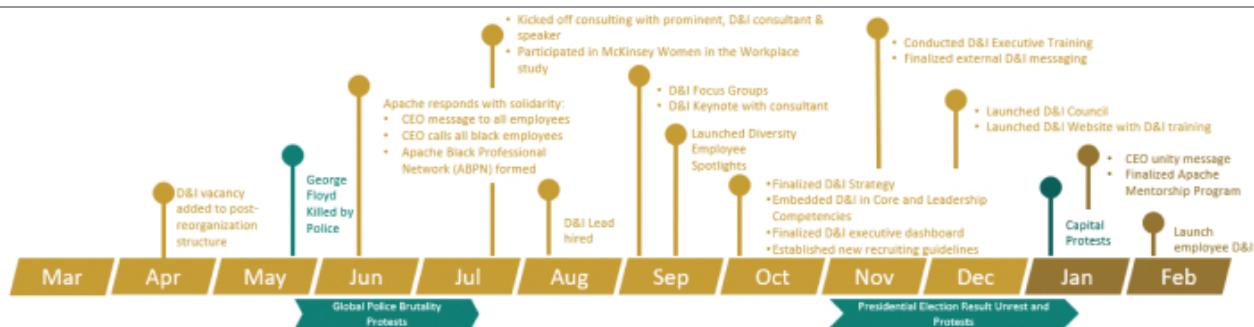 • Kicked off consulting with prominent, D&I consultant &
speaker
• Participated in McKinsey Women in the Workplace
study
• Conducted D&I Executive Training
• Finalized external D&I messaging
Apache responds with solidarity:
• CEO message to all employees
• CEO calls all black employees
• Apache Black Professional
Network (ABPN) formed
• D&I Focus Groups
• D&I Keynote with consultant
• Launched D&I Council
• Launched D&I Website with D&I training
Launched Diversity
Employee
Spotlights
• CEO unity message
• Finalized Apache
Mentorship Program
D&I vacancy
added to post-
reorganization
structure
George
Floyd
Killed by
Police
D&I Lead
hired
•Finalized D&I Strategy
•Embedded D&I in Core and Leadership
Competencies
•Finalized D&I executive dashboard
•Established new recruiting guidelines
Capital
Protests
Launch
employee D&I
Mar Apr May Jun Jul Aug Sep Oct Nov Dec Jan Feb
Global Police Brutality
Protests
Presidential Election Result Unrest and
Protests